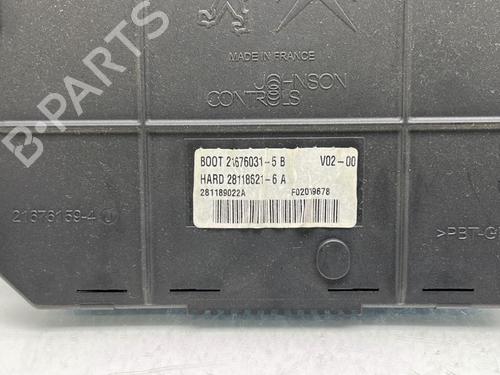 MADE IN FRANCE
JOHNSON
CONTROLS
B-PARTS
BOOT 21676031-5 B V02-00
HARD 28118621-6 A
281189022A F02019678
21676159-4
>PBT-G